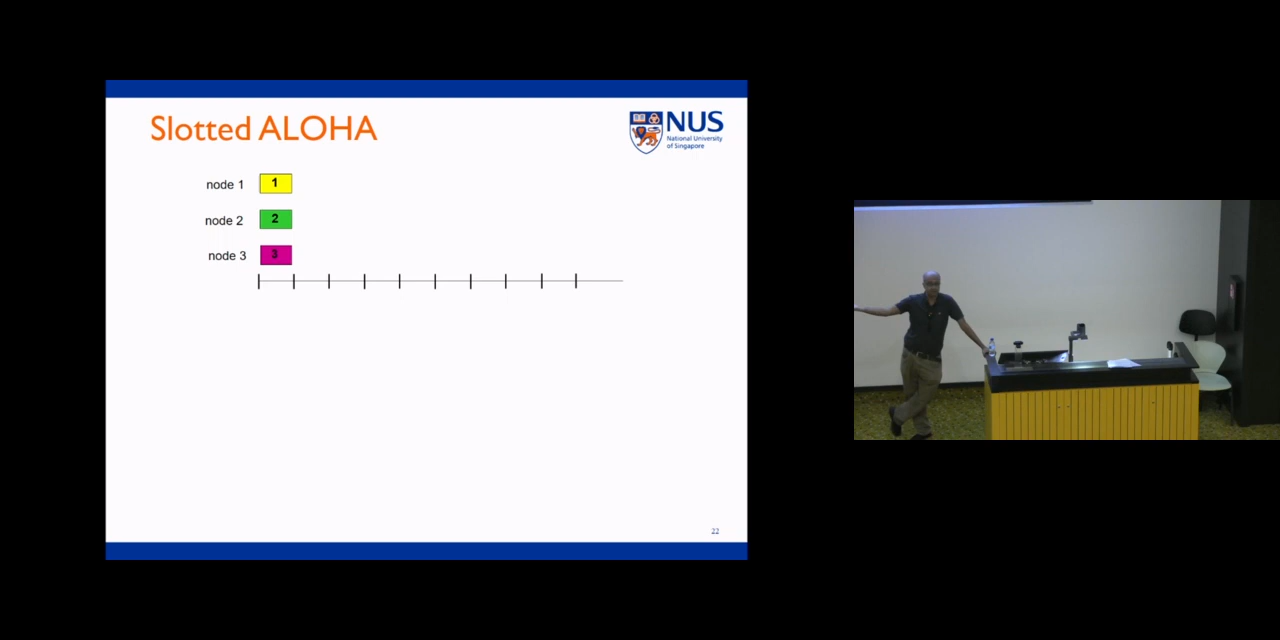 Slotted ALOHA
NUS
National University
of Singapore
node 1
1
node 2
2
node 3
3
22